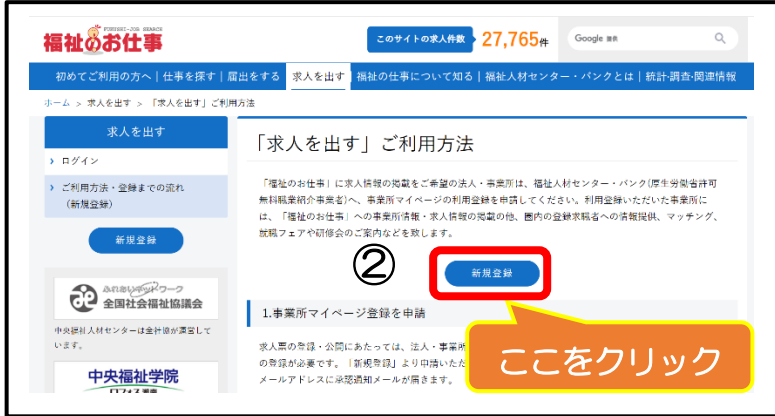 FUKUSHI-JOB SEARCH
福祉のお仕事
このサイトの求人件数 27,765件
Google 提供
初めてご利用の方へ | 仕事を探す | 届出をする 求人を出す 福祉の仕事について知る | 福祉人材センター・バンクとは | 統計・調査・関連情報
ホーム > 求人を出す > 「求人を出す」ご利用方法
求人を出す
> ログイン
> ご利用方法・登録までの流れ
(新規登録)
新規登録
ふれあいネットワーク
全国社会福祉協議会
中央福祉人材センターは全社協が運営して
います。
中央福祉学院
ロフォス湘南
「求人を出す」ご利用方法
「福祉のお仕事」に求人情報の掲載をご希望の法人・事業所は、福祉人材センター・バンク(厚生労働省許可
無料職業紹介事業者)へ、事業所マイページの利用登録を申請してください。利用登録いただいた事業所に
は、「福祉のお仕事」への事業所情報・求人情報の掲載の他、圏内の登録求職者への情報提供、マッチング、
就職フェアや研修会のご案内などを致します。
② 新規登録
1.事業所マイページ登録を申請
求人票の登録・公開にあたっては、法人・事業所
の登録が必要です。「新規登録」より申請いただ
メールアドレスに承認通知メールが届きます。
ここをクリック